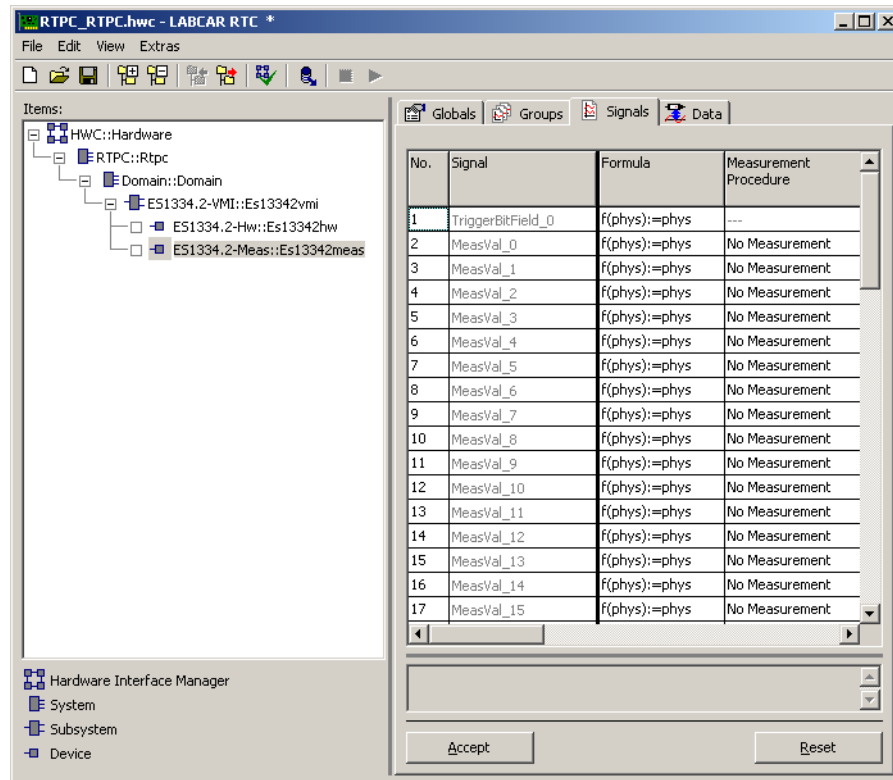 RTPC_RTPC.hwc - LABCAR RTC *
File Edit View Extras
Items:
HWC::Hardware
RTPC::Rtpc
Domain::Domain
ES1334.2-VMI::Es13342vmi
ES1334.2-Hw::Es13342hw
ES1334.2-Meas::Es13342meas
Hardware Interface Manager
System
Subsystem
Device
Globals Groups Signals Data
No. Signal Formula Measurement
Procedure
1 TriggerBitField_0 f(phys):=phys ---
2 MeasVal_0 f(phys):=phys No Measurement
3 MeasVal_1 f(phys):=phys No Measurement
4 MeasVal_2 f(phys):=phys No Measurement
5 MeasVal_3 f(phys):=phys No Measurement
6 MeasVal_4 f(phys):=phys No Measurement
7 MeasVal_5 f(phys):=phys No Measurement
8 MeasVal_6 f(phys):=phys No Measurement
9 MeasVal_7 f(phys):=phys No Measurement
10 MeasVal_8 f(phys):=phys No Measurement
11 MeasVal_9 f(phys):=phys No Measurement
12 MeasVal_10 f(phys):=phys No Measurement
13 MeasVal_11 f(phys):=phys No Measurement
14 MeasVal_12 f(phys):=phys No Measurement
15 MeasVal_13 f(phys):=phys No Measurement
16 MeasVal_14 f(phys):=phys No Measurement
17 MeasVal_15 f(phys):=phys No Measurement
Accept Reset